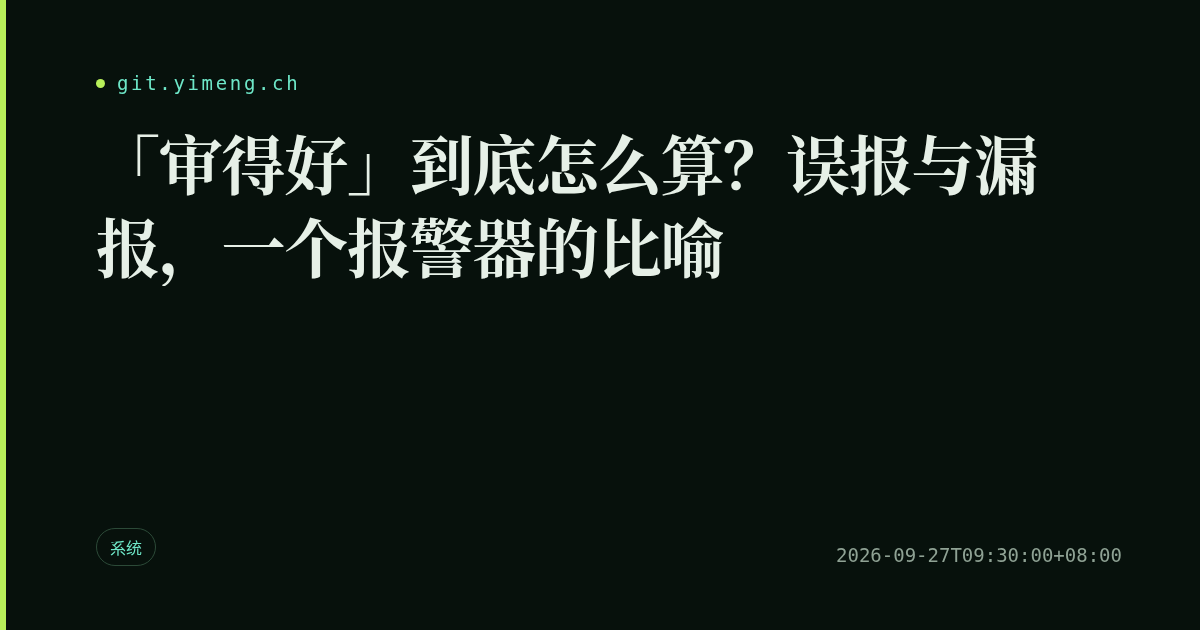 git.yimeng.ch
「审得好」到底怎么算？误报与漏
报，一个报警器的比喻
系统
2026-09-27T09:30:00+08:00